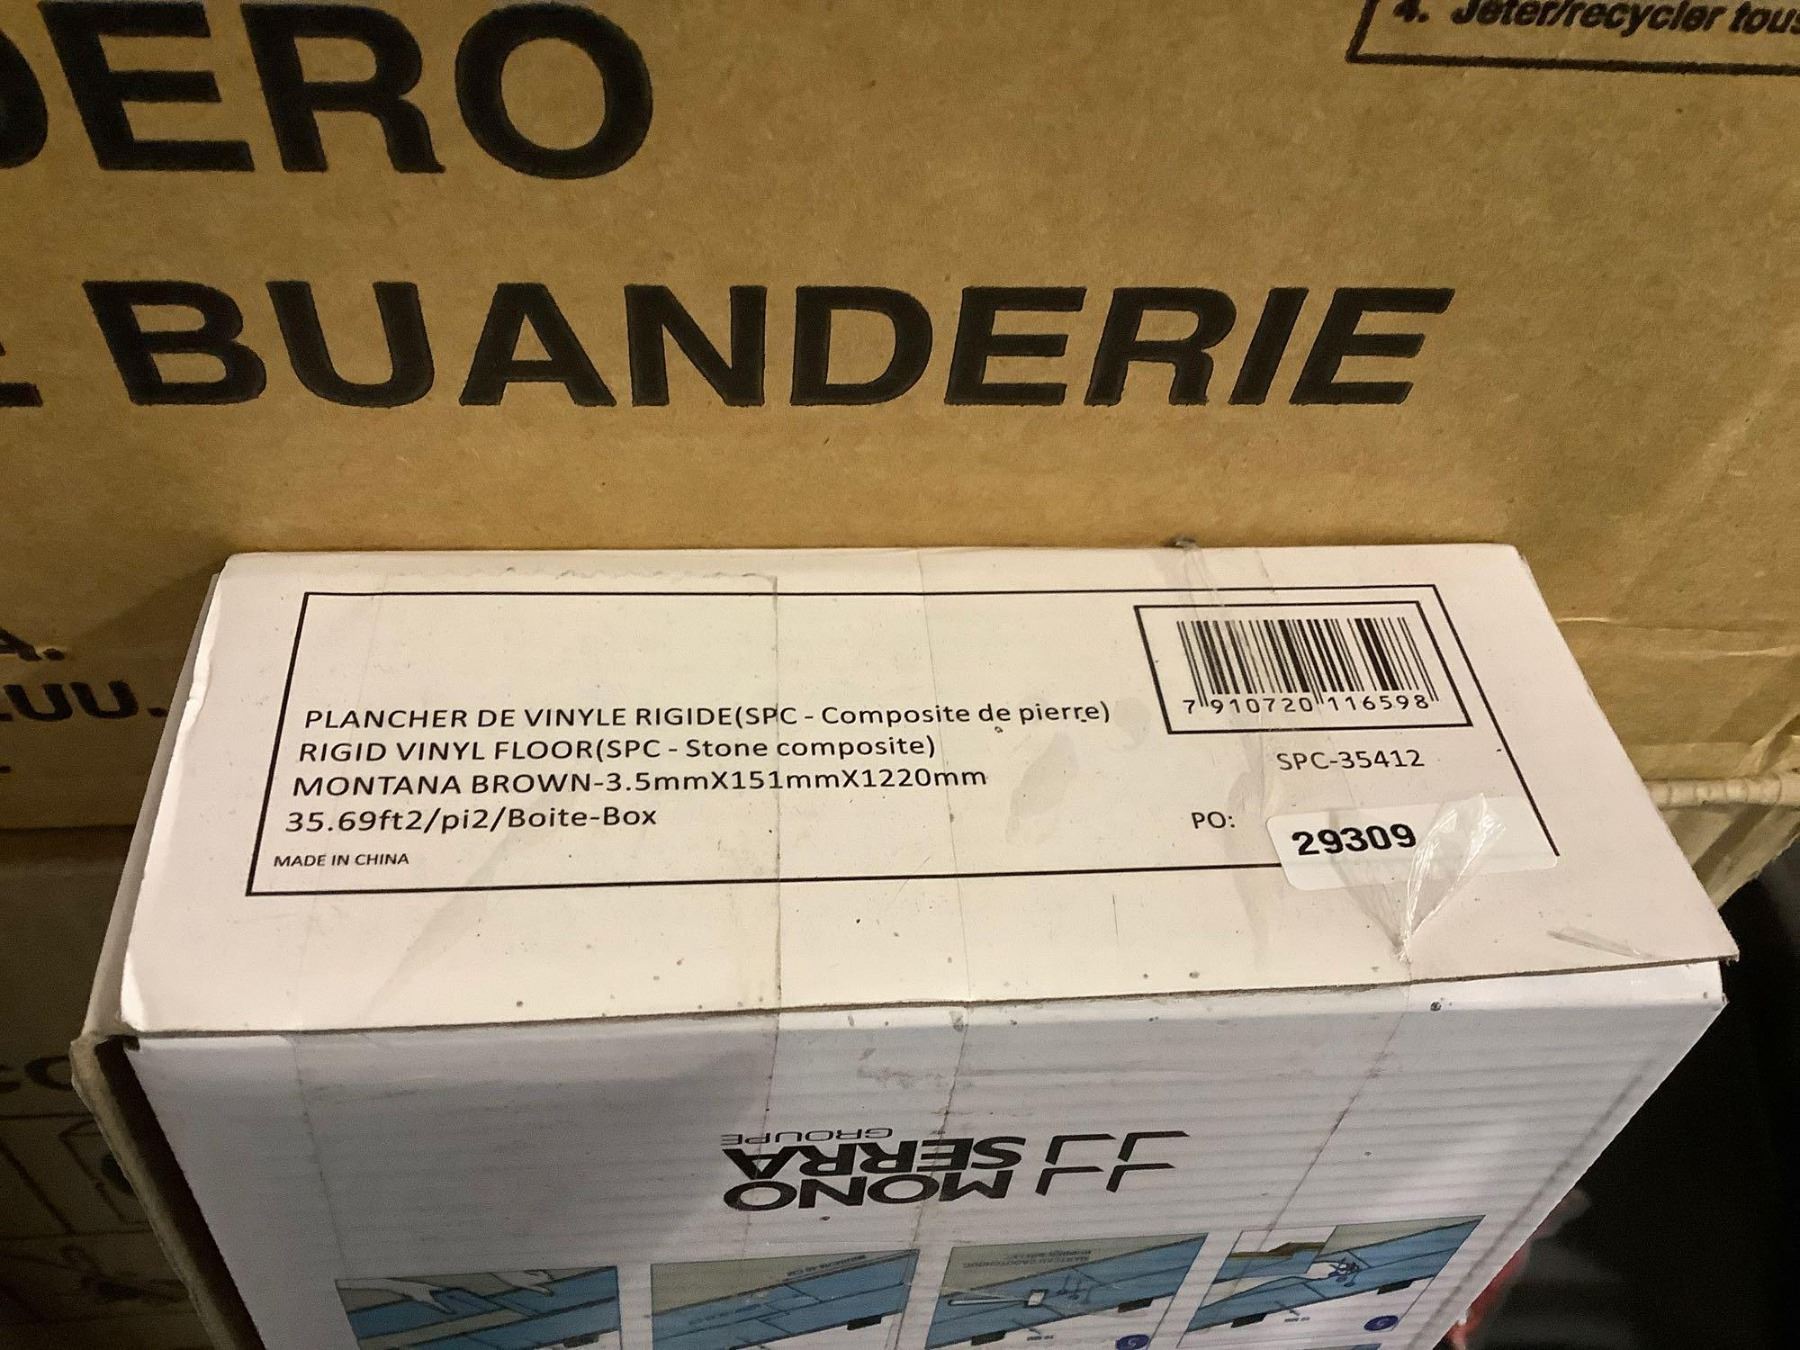 4. Jeter/recycler tous
DERO
BUANDERIE
A.
PLANCHER DE VINYLE RIGIDE(SPC - Composite de pierre)
RIGID VINYL FLOOR(SPC - Stone composite)
MONTANA BROWN-3.5mmX151mmX1220mm
35.69ft2/pi2/Boite-Box
MADE IN CHINA
7 910720 116598
SPC-35412
PO: 29309
MONO
SERRA
GROUPE